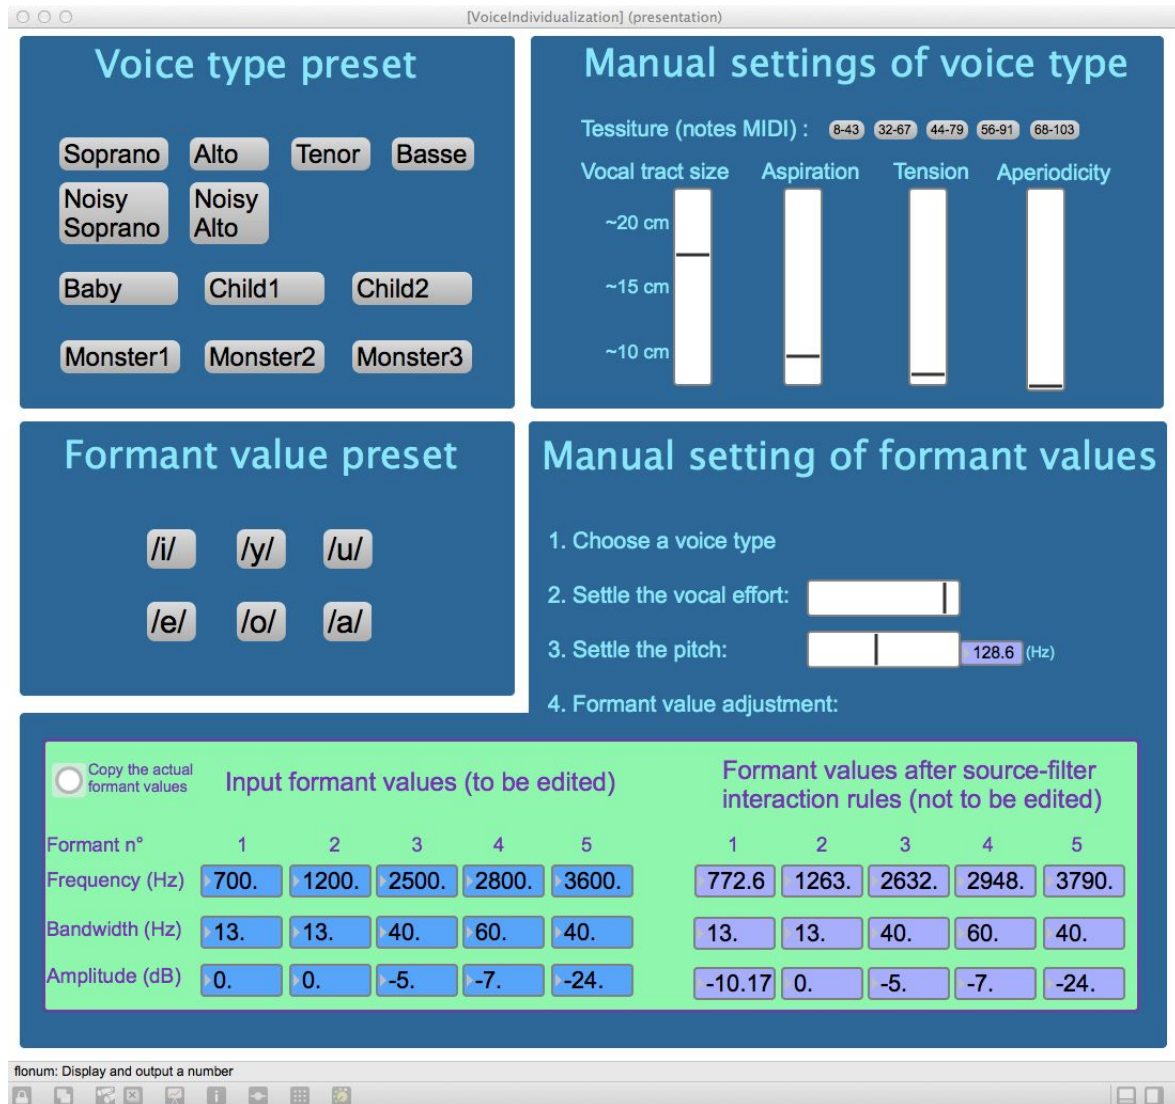 [VoiceIndividualization] (presentation)
Voice type preset
Soprano Alto Tenor Basse
Noisy Soprano Noisy Alto
Baby Child1 Child2
Monster1 Monster2 Monster3
Manual settings of voice type
Tessiture (notes MIDI) : 8-43 32-67 44-79 56-91 68-103
Vocal tract size Aspiration Tension Aperiodicity
~20 cm
~15 cm
~10 cm
Formant value preset
/i/ /y/ /u/
/e/ /o/ /a/
Manual setting of formant values
1. Choose a voice type
2. Settle the vocal effort:
3. Settle the pitch: 128.6 (Hz)
4. Formant value adjustment:
Copy the actual
formant values
Input formant values (to be edited)
Formant values after source-filter
interaction rules (not to be edited)
Formant n° 1 2 3 4 5 1 2 3 4 5
Frequency (Hz) 700. 1200. 2500. 2800. 3600. 772.6 1263. 2632. 2948. 3790.
Bandwidth (Hz) 13. 13. 40. 60. 40. 13. 13. 40. 60. 40.
Amplitude (dB) 0. 0. -5. -7. -24. -10.17 0. -5. -7. -24.
flonum: Display and output a number